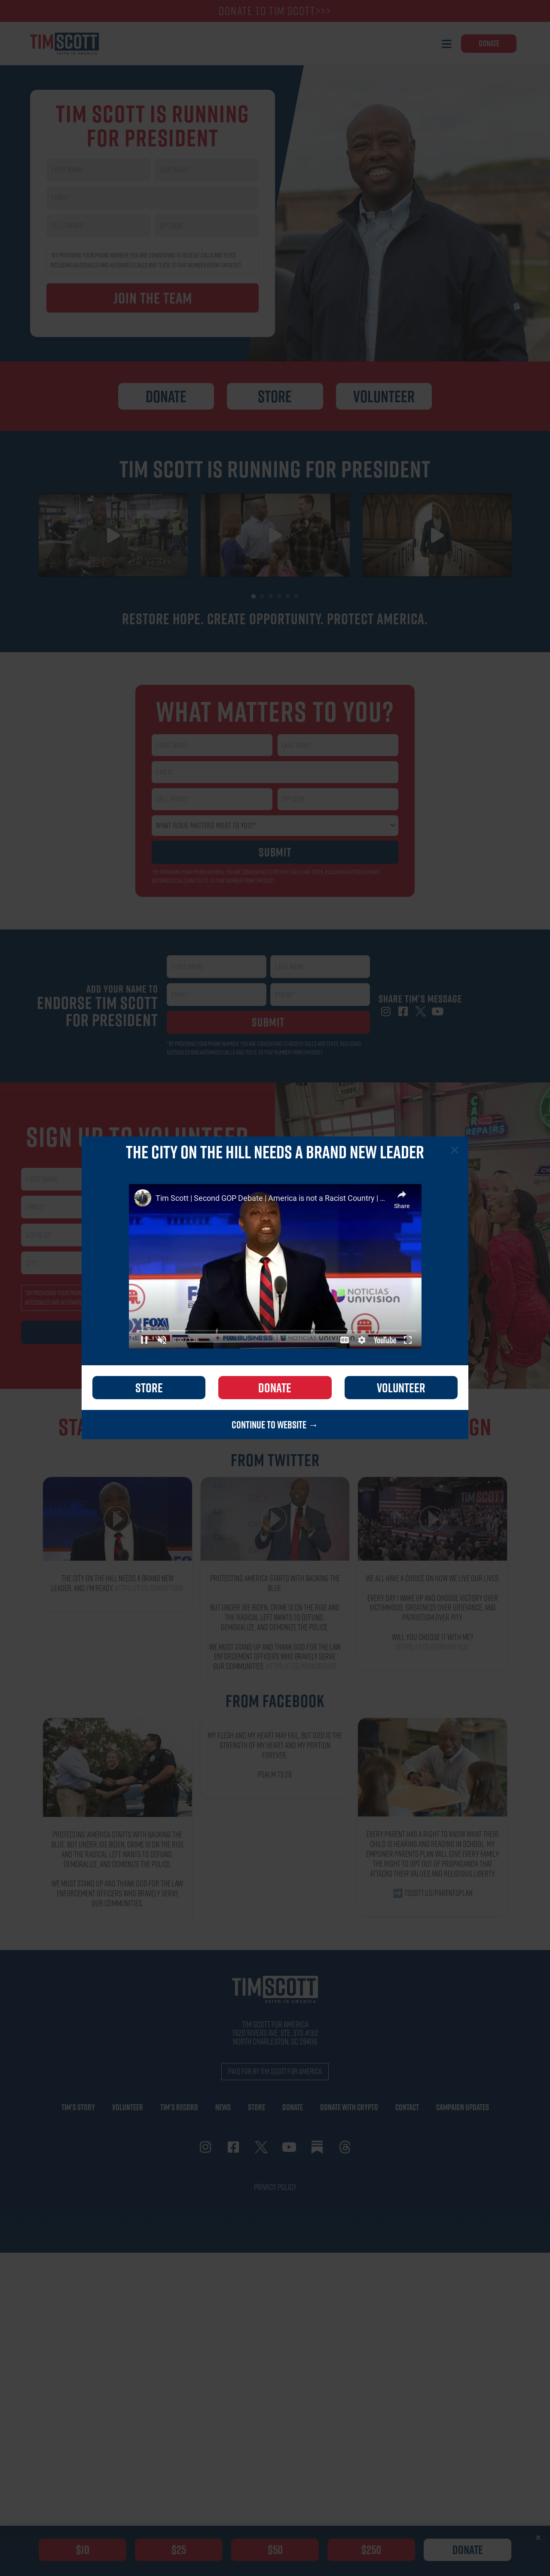 DONATE TO TIM SCOTT>>>
TIM SCOTT
FAITH IN AMERICA
DONATE
TIM SCOTT IS RUNNING
FOR PRESIDENT
JOIN THE TEAM
DONATE
STORE
VOLUNTEER
TIM SCOTT IS RUNNING FOR PRESIDENT
RESTORE HOPE. CREATE OPPORTUNITY. PROTECT AMERICA.
WHAT MATTERS TO YOU?
WHAT ISSUE MATTERS MOST TO YOU?*
SUBMIT
ADD YOUR NAME TO
ENDORSE TIM SCOTT
FOR PRESIDENT
SUBMIT
SHARE TIM'S MESSAGE
SIGN UP TO VOLUNTEER
CAR
REPAIRS
THE CITY ON THE HILL NEEDS A BRAND NEW LEADER
Tim Scott | Second GOP Debate | America is not a Racist Country | ...
Share
NOTICIAS
UNIVISION
YouTube
STORE
DONATE
VOLUNTEER
CONTINUE TO WEBSITE →
FROM TWITTER
TIM SCOTT
THE CITY ON THE HILL NEEDS A BRAND NEW
LEADER, AND I'M READY.
PROTECTING AMERICA STARTS WITH BACKING THE
BLUE.
BUT UNDER JOE BIDEN, CRIME IS ON THE RISE AND
THE RADICAL LEFT WANTS TO DEFUND,
DEMORALIZE, AND DEMONIZE THE POLICE.
WE MUST STAND UP AND THANK GOD FOR THE LAW
ENFORCEMENT OFFICERS WHO BRAVELY SERVE
OUR COMMUNITIES.
WE ALL HAVE A CHOICE ON HOW WE LIVE OUR LIVES.
EVERY DAY I WAKE UP AND CHOOSE VICTORY OVER
VICTIMHOOD, GREATNESS OVER GRIEVANCE, AND
PATRIOTISM OVER PITY.
WILL YOU CHOOSE IT WITH ME?
FROM FACEBOOK
PROTECTING AMERICA STARTS WITH BACKING THE
BLUE. BUT UNDER JOE BIDEN, CRIME IS ON THE RISE
AND THE RADICAL LEFT WANTS TO DEFUND,
DEMORALIZE, AND DEMONIZE THE POLICE.
WE MUST STAND UP AND THANK GOD FOR THE LAW
ENFORCEMENT OFFICERS WHO BRAVELY SERVE
OUR COMMUNITIES.
MY FLESH AND MY HEART MAY FAIL, BUT GOD IS THE
STRENGTH OF MY HEART AND MY PORTION
FOREVER.
PSALM 73:26
EVERY PARENT HAS A RIGHT TO KNOW WHAT THEIR
CHILD IS HEARING AND READING IN SCHOOL. MY
EMPOWER PARENTS PLAN WILL GIVE EVERY FAMILY
THE RIGHT TO OPT OUT OF PROPAGANDA THAT
ATTACKS THEIR VALUES AND RELIGIOUS LIBERTY.
➡️ TSCOTT.US/PARENTSPLAN
TIM SCOTT
FAITH IN AMERICA
TIM SCOTT FOR AMERICA
7620 RIVERS AVE. STE. 370 #312
NORTH CHARLESTON, SC 29406
PAID FOR BY TIM SCOTT FOR AMERICA
TIM'S STORY VOLUNTEER TIM'S RECORD NEWS STORE DONATE DONATE WITH CRYPTO CONTACT CAMPAIGN UPDATES
PRIVACY POLICY
$10
$25
$50
$250
DONATE